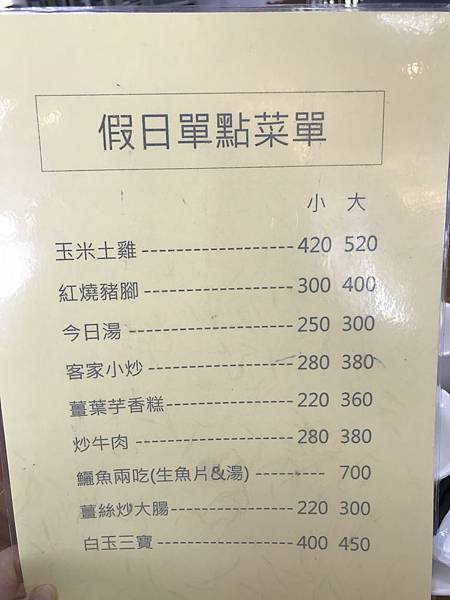 假日單點菜單
小 大
玉米土雞-------------------420 520
紅燒豬腳-------------------300 400
今日湯---------------------250 300
客家小炒-------------------280 380
薑葉芋香糕-----------------220 360
炒牛肉---------------------280 380
鱺魚兩吃(生魚片&湯)--------- 700
薑絲炒大腸-----------------220 300
白玉三寶-------------------400 450